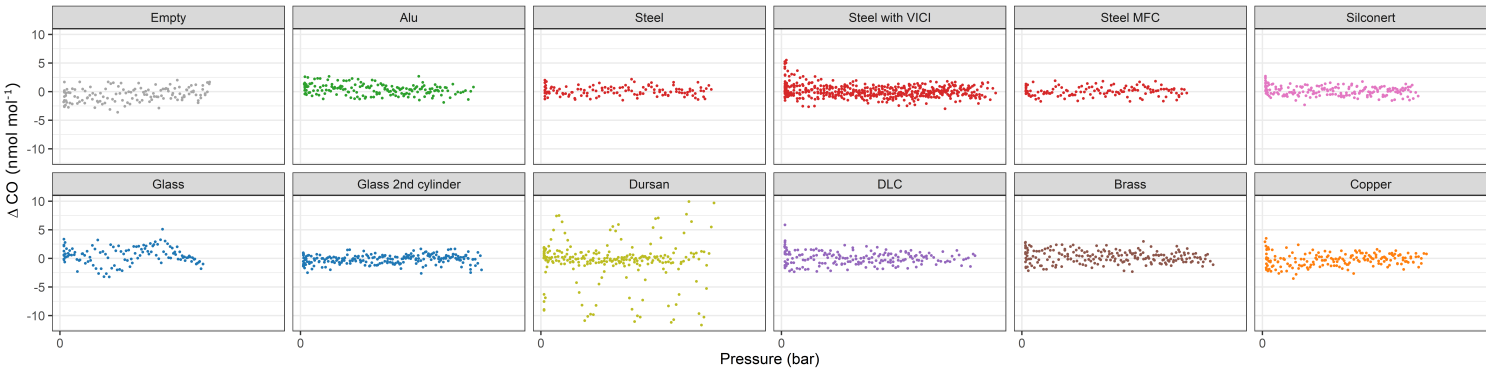 Empty Alu Steel Steel with VICI Steel MFC Silconert
10
5
0
-5
-10
Δ CO (nmol mol⁻¹)
Glass Glass 2nd cylinder Dursan DLC Brass Copper
10
5
0
-5
-10
0 0 0 0 0 0
Pressure (bar)